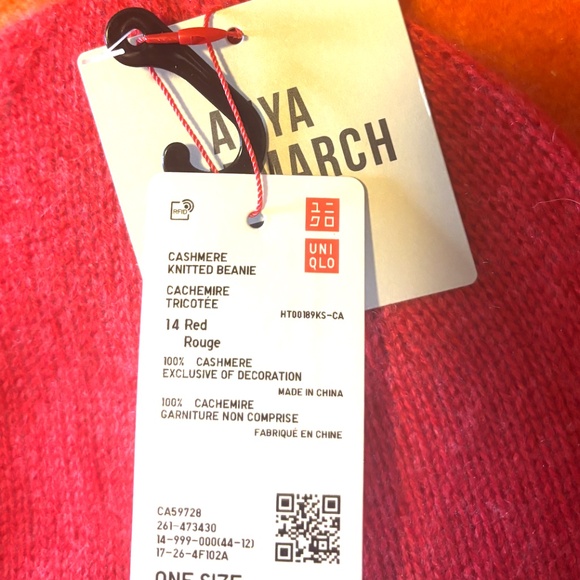 A YA
MARCH
RFID
ユニ
クロ
UNI
QLO
CASHMERE
KNITTED BEANIE
CACHEMIRE
TRICOTÉE
HT00189KS-CA
14 Red
Rouge
100% CASHMERE
EXCLUSIVE OF DECORATION
MADE IN CHINA
100% CACHEMIRE
GARNITURE NON COMPRISE
FABRIQUÉ EN CHINE
CA59728
261-473430
14-999-000(44-12)
17-26-4F102A
ONE SIZE